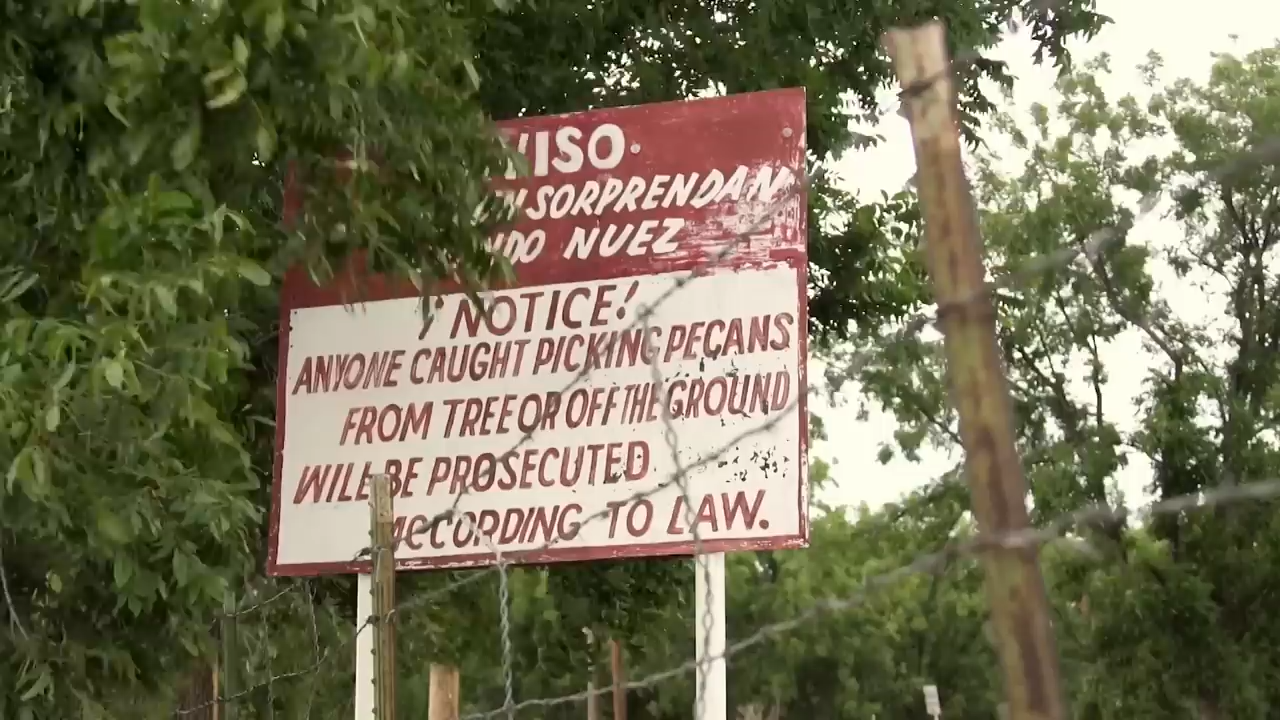 ISO.
SORPRENDAN
NUEZ
¡ NOTICE!
ANYONE CAUGHT PICKING PECANS
FROM TREE OR OFF THE GROUND
WILL BE PROSECUTED
ACCORDING TO LAW.